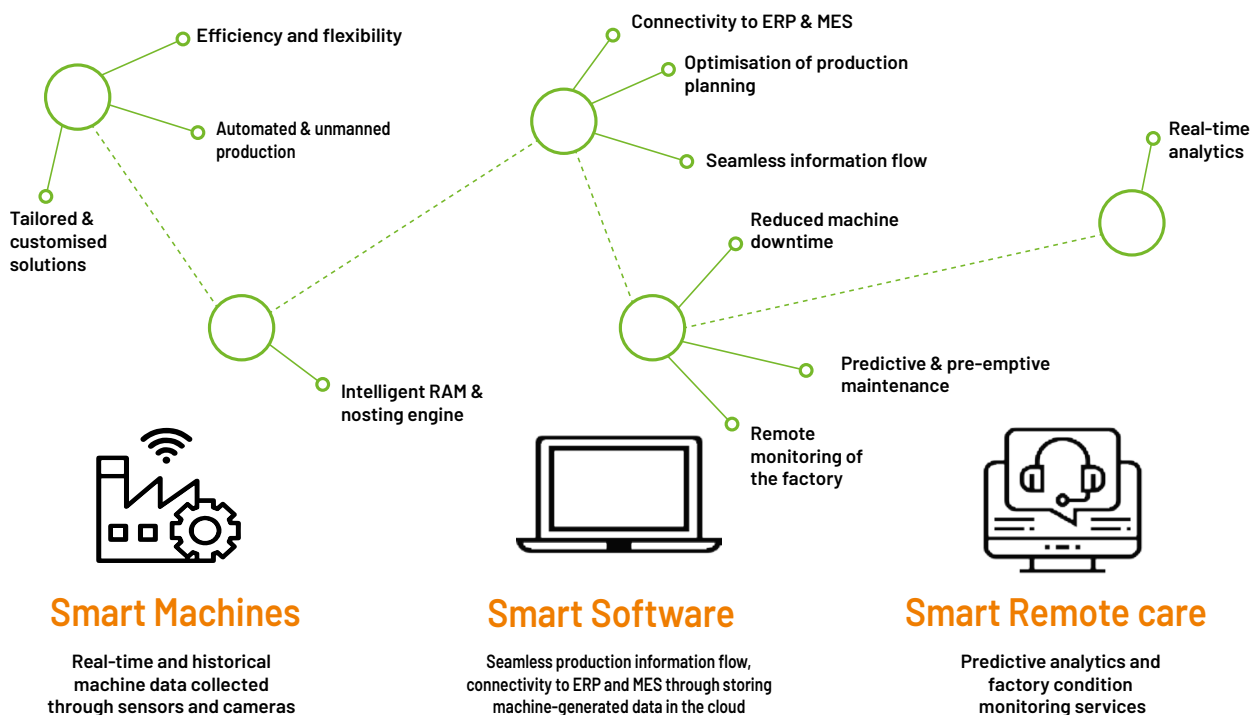 Efficiency and flexibility
Automated & unmanned
production
Tailored &
customised
solutions
Intelligent RAM &
nosting engine
Connectivity to ERP & MES
Optimisation of production
planning
Seamless information flow
Reduced machine
downtime
Predictive & pre-emptive
maintenance
Remote
monitoring of
the factory
Real-time
analytics
Smart Machines
Real-time and historical
machine data collected
through sensors and cameras
Smart Software
Seamless production information flow,
connectivity to ERP and MES through storing
machine-generated data in the cloud
Smart Remote care
Predictive analytics and
factory condition
monitoring services